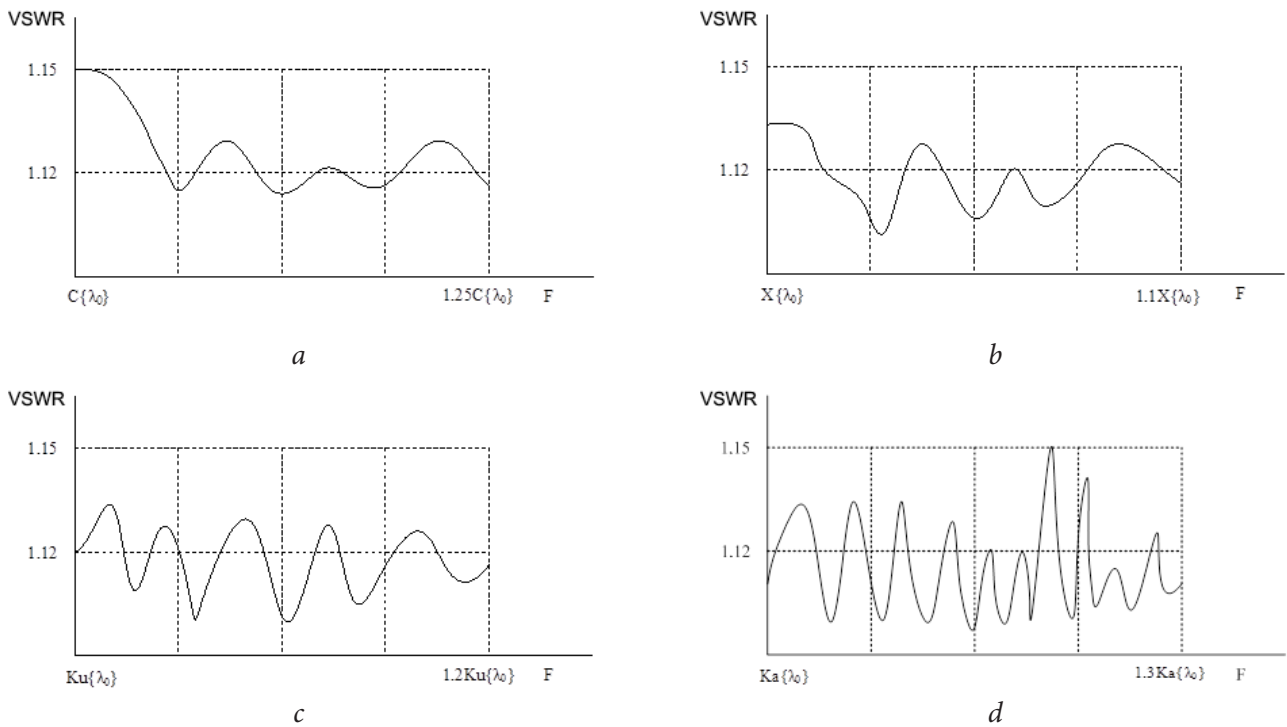 VSWR
1.15
1.12
C{λ₀}
1.25C{λ₀}
F
a
VSWR
1.15
1.12
X{λ₀}
1.1X{λ₀}
F
b
VSWR
1.15
1.12
Ku{λ₀}
1.2Ku{λ₀}
F
c
VSWR
1.15
1.12
Ka{λ₀}
1.3Ka{λ₀}
F
d